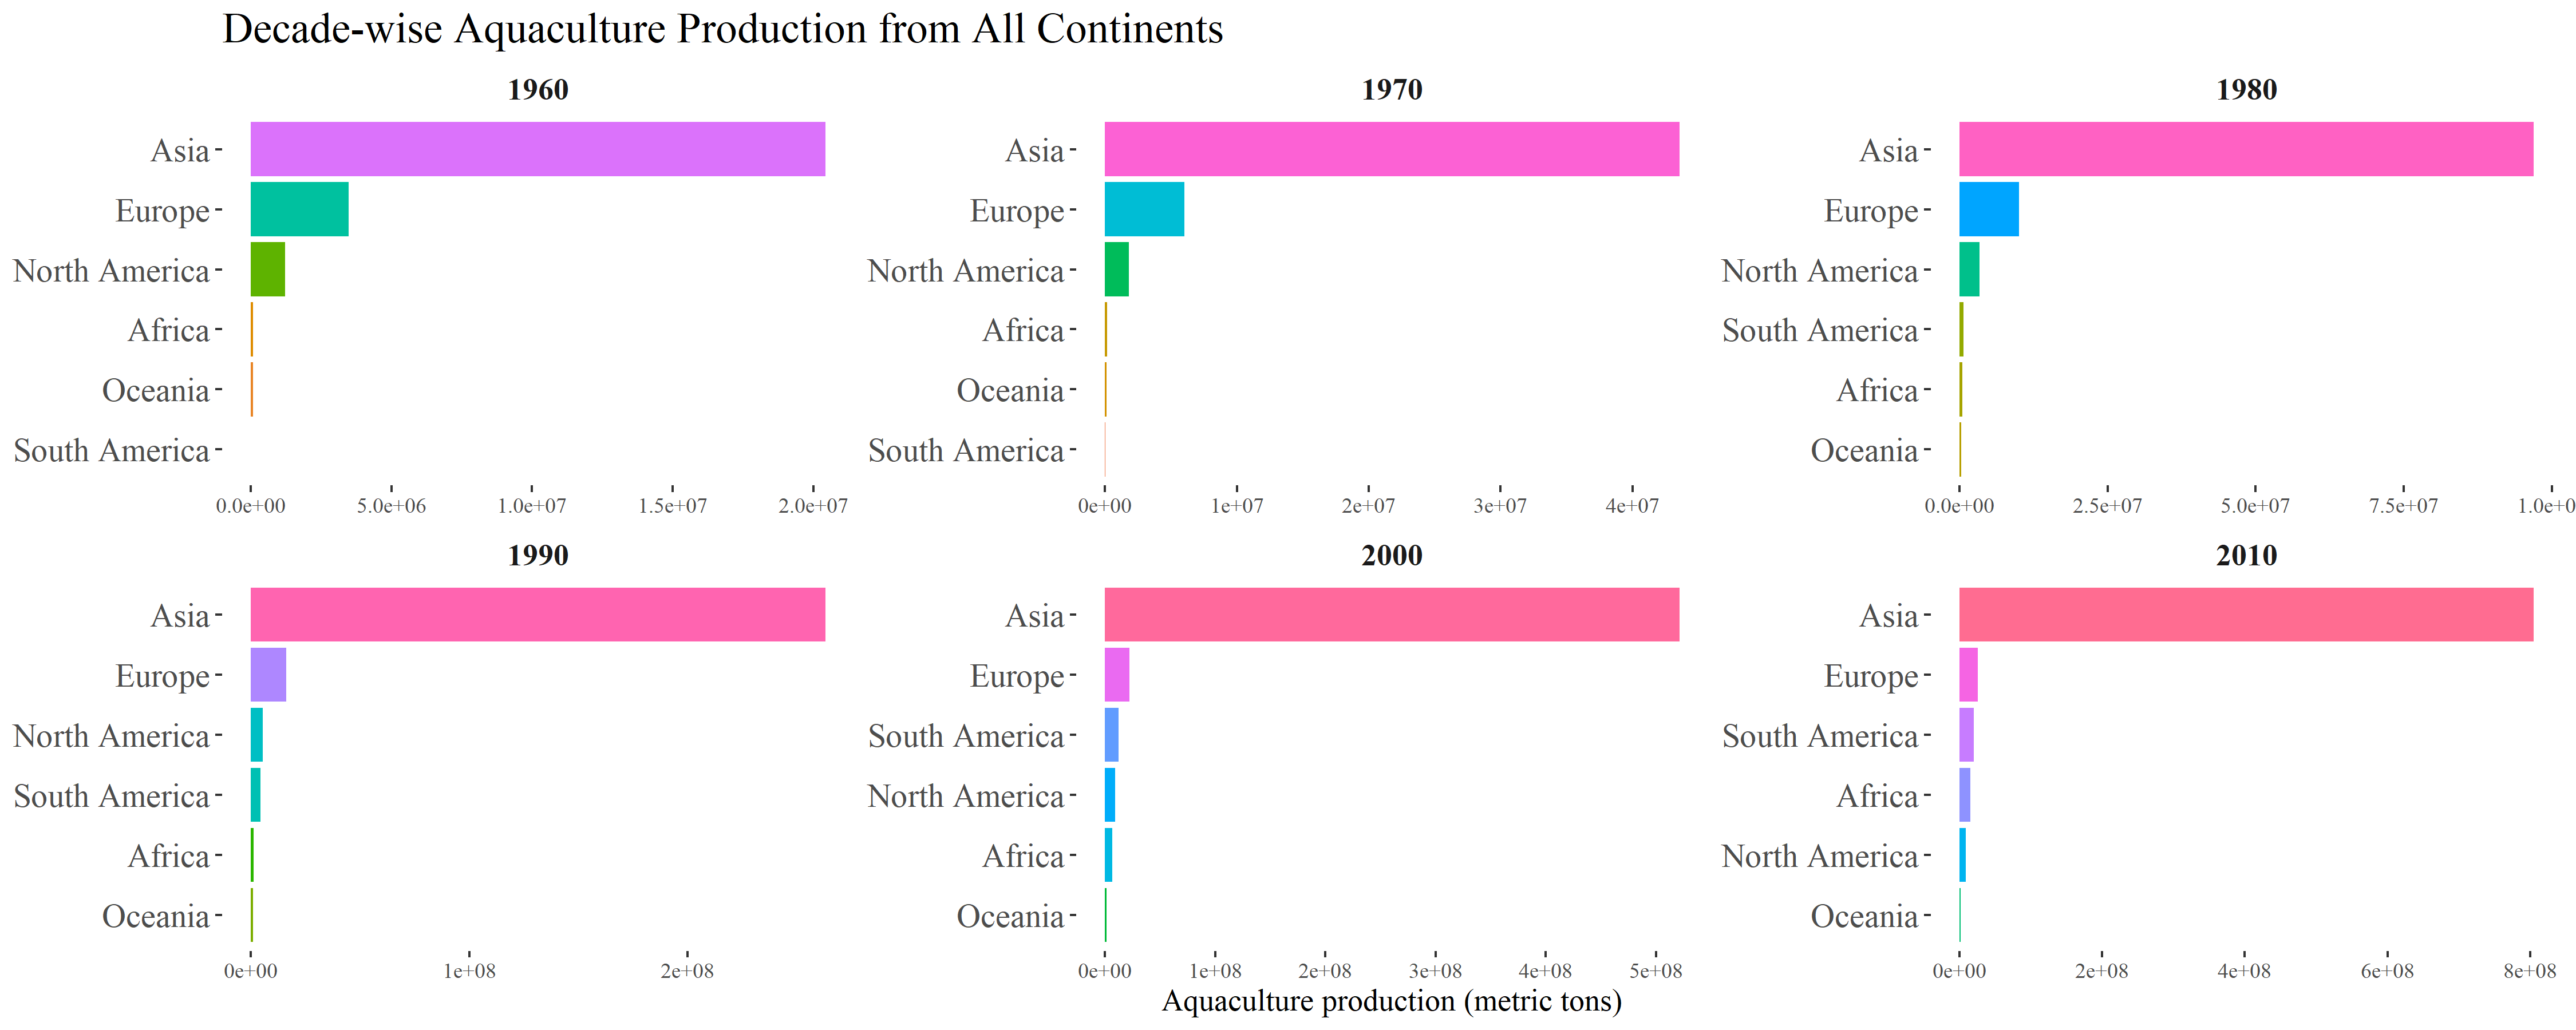 Decade-wise Aquaculture Production from All Continents
1960
Asia
Europe
North America
Africa
Oceania
South America
0.0e+00 5.0e+06 1.0e+07 1.5e+07 2.0e+07
1970
Asia
Europe
North America
Africa
Oceania
South America
0e+00 1e+07 2e+07 3e+07 4e+07
1980
Asia
Europe
North America
South America
Africa
Oceania
0.0e+00 2.5e+07 5.0e+07 7.5e+07 1.0e+0
1990
Asia
Europe
North America
South America
Africa
Oceania
0e+00 1e+08 2e+08
2000
Asia
Europe
South America
North America
Africa
Oceania
0e+00 1e+08 2e+08 3e+08 4e+08 5e+08
2010
Asia
Europe
South America
Africa
North America
Oceania
0e+00 2e+08 4e+08 6e+08 8e+08
Aquaculture production (metric tons)